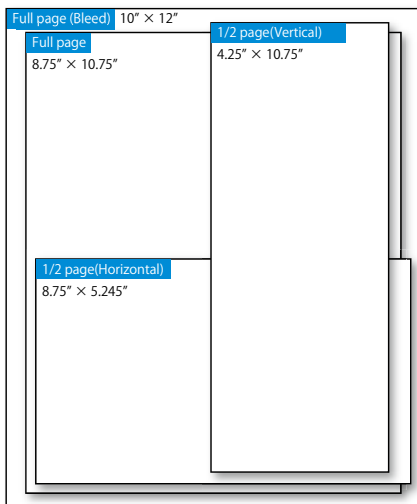 Full page (Bleed) 10″ × 12″
Full page
8.75″ × 10.75″
1/2 page(Vertical)
4.25″ × 10.75″
1/2 page(Horizontal)
8.75″ × 5.245″